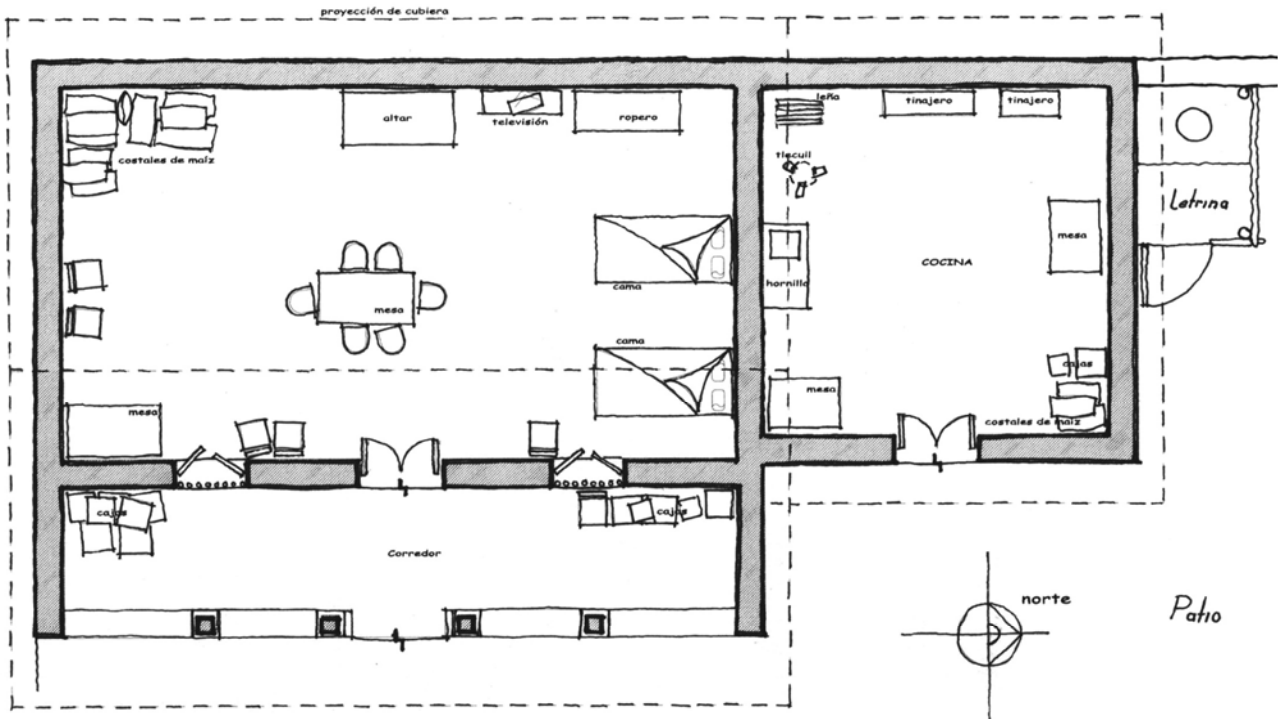 proyección de cubiera
leña
tinajero
tinajero
altar
televisión
ropero
costales de maíz
tlecuil
Letrina
mesa
COCINA
hornilla
cama
mesa
cama
cajas
mesa
mesa
costales de maíz
cajas
cajas
Corredor
norte
Patio